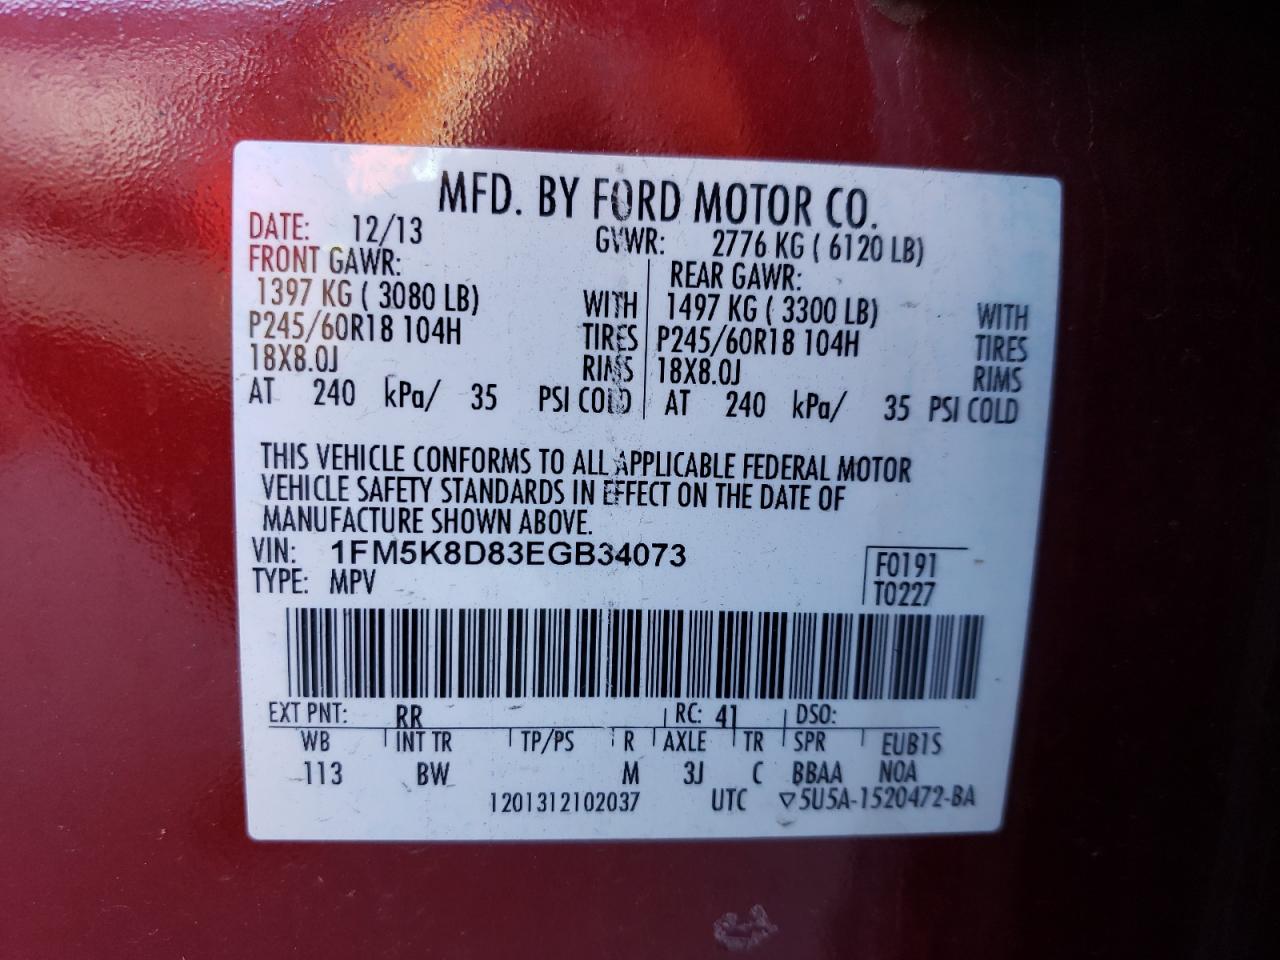 MFD. BY FORD MOTOR CO.
DATE: 12/13 GVWR: 2776 KG ( 6120 LB)
FRONT GAWR: REAR GAWR:
1397 KG ( 3080 LB) WITH 1497 KG ( 3300 LB) WITH
P245/60R18 104H TIRES P245/60R18 104H TIRES
18X8.0J RIMS 18X8.0J RIMS
AT 240 kPa/ 35 PSI COLD AT 240 kPa/ 35 PSI COLD
THIS VEHICLE CONFORMS TO ALL APPLICABLE FEDERAL MOTOR
VEHICLE SAFETY STANDARDS IN EFFECT ON THE DATE OF
MANUFACTURE SHOWN ABOVE.
VIN: 1FM5K8D83EGB34073 F0191
TYPE: MPV T0227
EXT PNT: RR RC: 41 DSO:
WB INT TR TP/PS R AXLE TR SPR EUB1S
113 BW M 3J C BBAA NOA
1201312102037 UTC ▽5U5A-1520472-BA